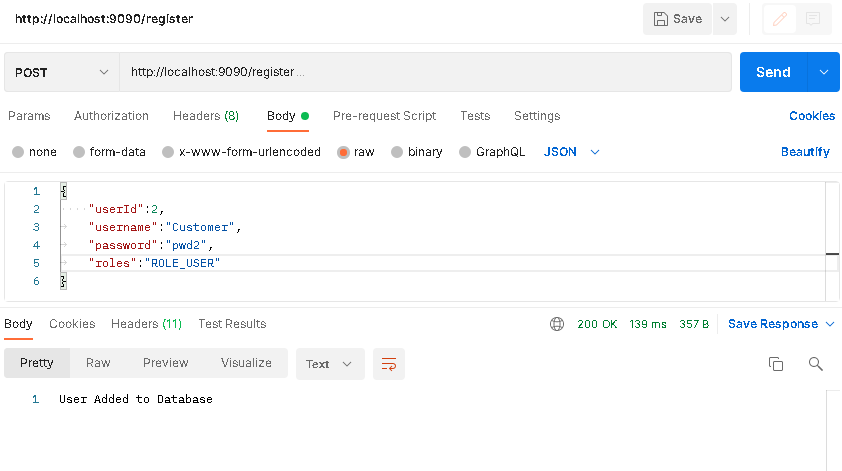 http://localhost:9090/register Save
POST http://localhost:9090/register... Send
Params Authorization Headers (8) Body Pre-request Script Tests Settings Cookies
none form-data x-www-form-urlencoded raw binary GraphQL JSON Beautify
1 {
2 "userId":2,
3 "username":"Customer",
4 "password":"pwd2",
5 "roles":"ROLE_USER"
6 }
Body Cookies Headers (11) Test Results 200 OK 139 ms 357 B Save Response
Pretty Raw Preview Visualize Text
1 User Added to Database